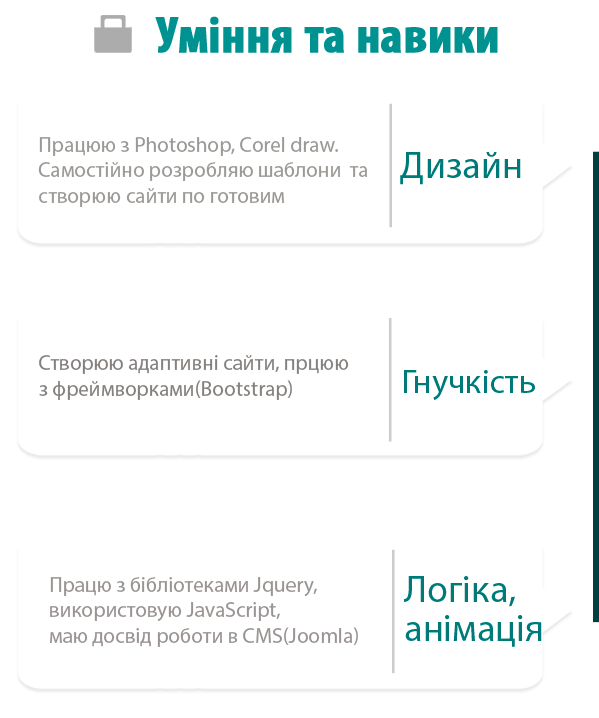 Уміння та навики
Працюю з Photoshop, Corel draw.
Самостійно розробляю шаблони та
створюю сайти по готовим
Дизайн
Створюю адаптивні сайти, прцюю
з фреймворками(Bootstrap)
Гнучкість
Працю з бібліотеками Jquery,
використовую JavaScript,
маю досвід роботи в CMS(Joomla)
Логіка,
анімація